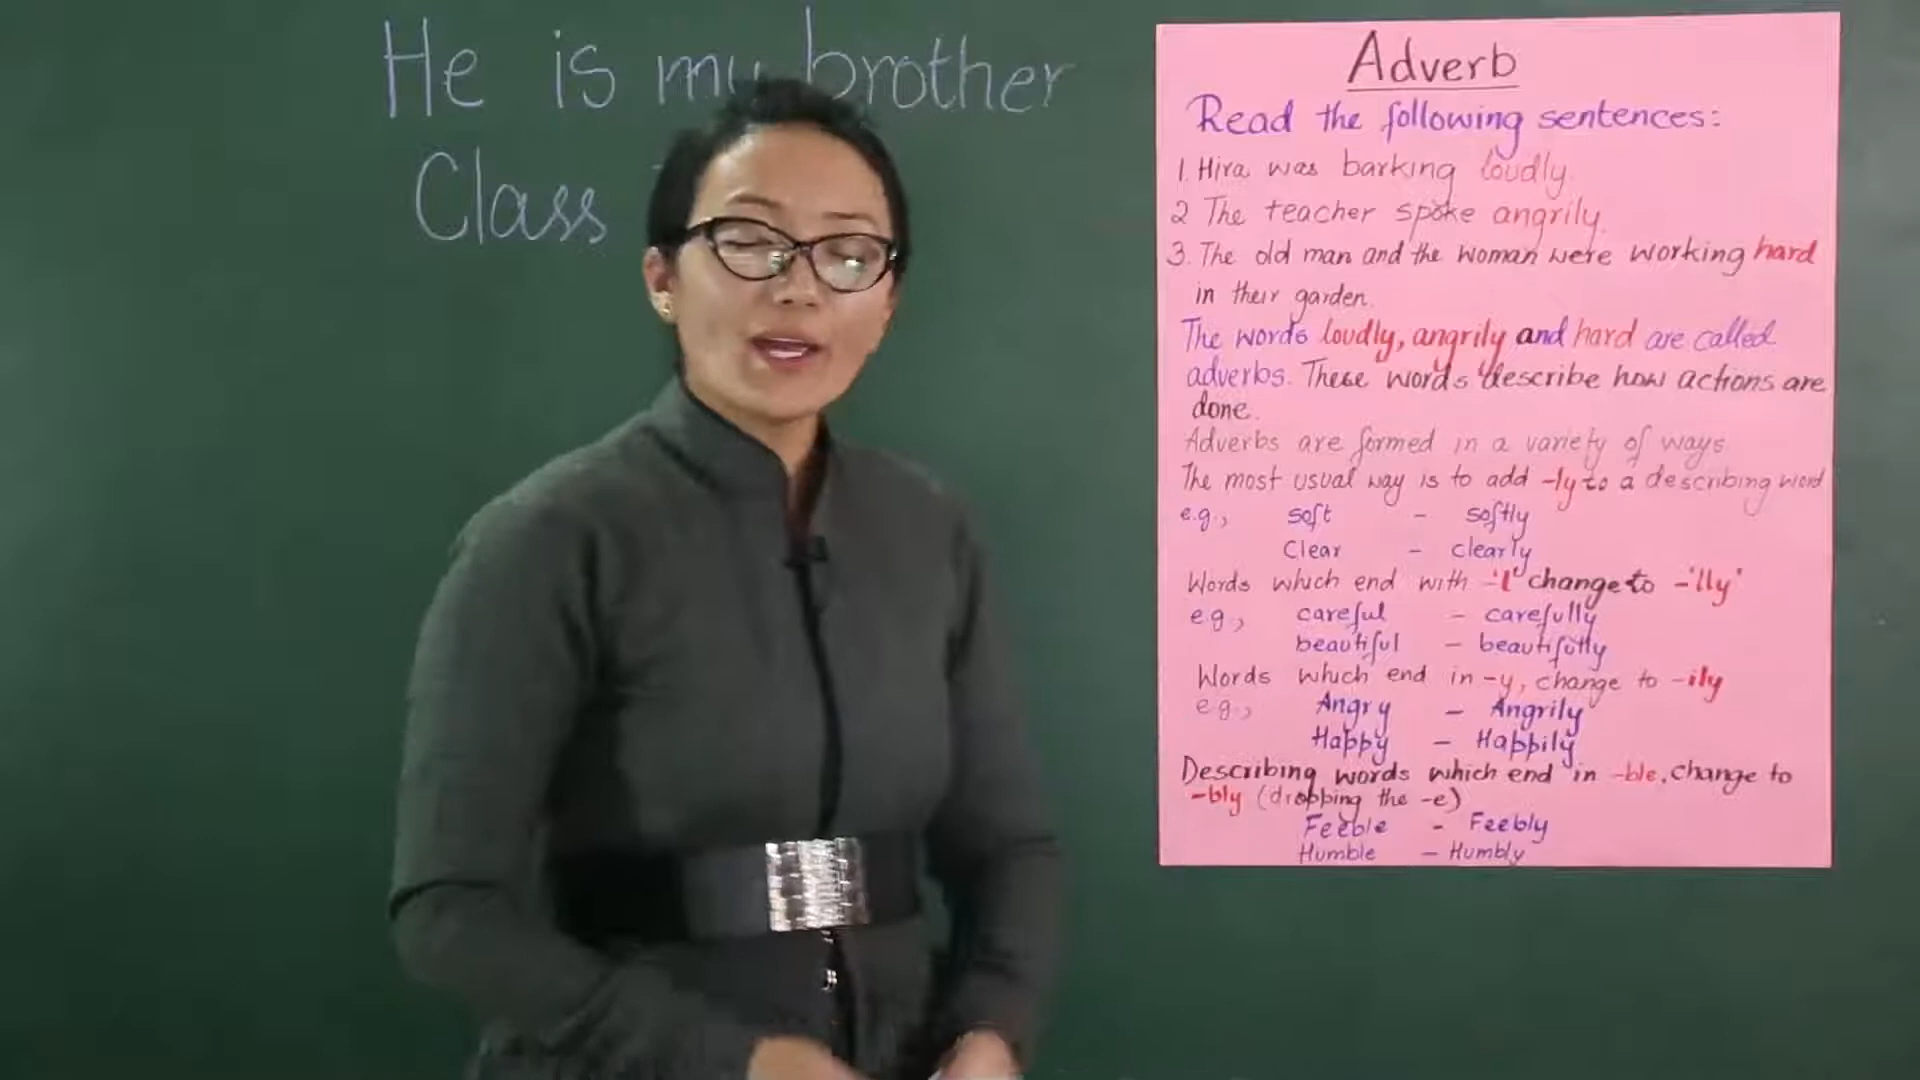 He is my brother
Class
Adverb
Read the following sentences:
1. Hira was barking loudly.
2 The teacher spoke angrily.
3. The old man and the woman were working hard
in their garden.
The words loudly, angrily and hard are called
adverbs. These words describe how actions are
done.
Adverbs are formed in a variety of ways
The most usual way is to add -ly to a describing word
e.g., soft - softly
Clear - clearly
Words which end with -'l' change to -'lly'
e.g., careful - carefully
beautiful - beautifully
Words which end in -y, change to -ily
e.g., Angry - Angrily
Happy - Happily
Describing words which end in -ble, change to
-bly (dropping the -e)
Feeble - Feebly
Humble - Humbly